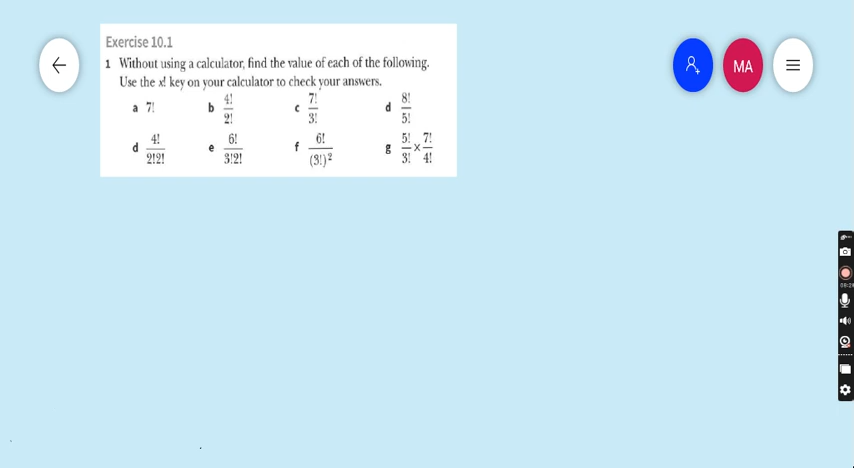 Exercise 10.1
1 Without using a calculator, find the value of each of the following.
Use the x! key on your calculator to check your answers.
a 7! b 4!/2! c 7!/3! d 8!/5!
d 4!/2!2! e 6!/3!2! f 6!/(3!)² g 5!/3! × 7!/4!
MA